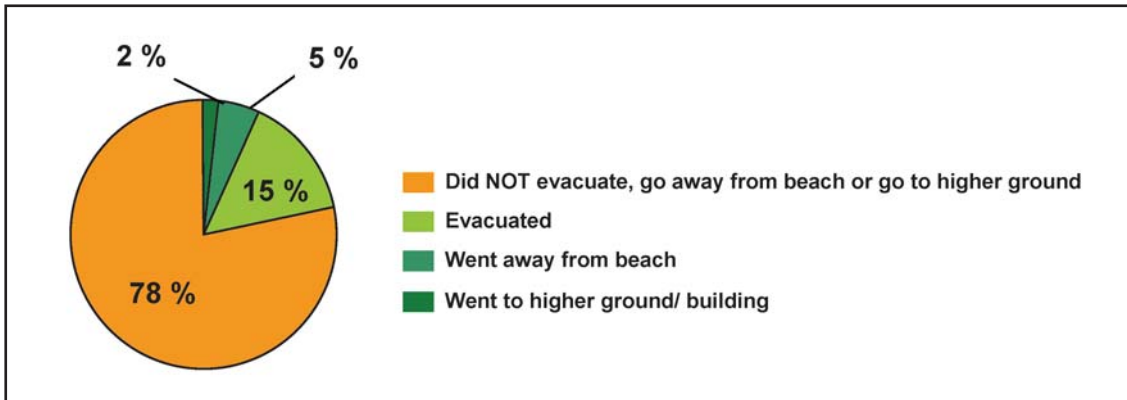 2 %
5 %
15 %
78 %
Did NOT evacuate, go away from beach or go to higher ground
Evacuated
Went away from beach
Went to higher ground/ building